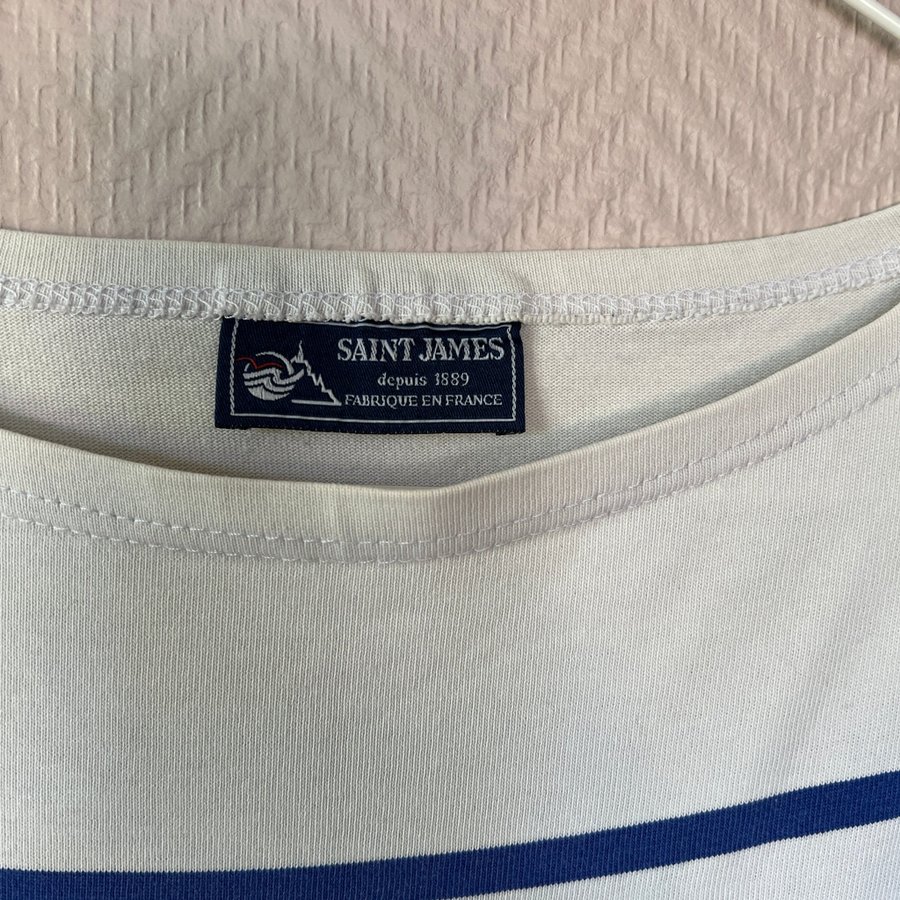 SAINT JAMES
depuis 1889
FABRIQUE EN FRANCE